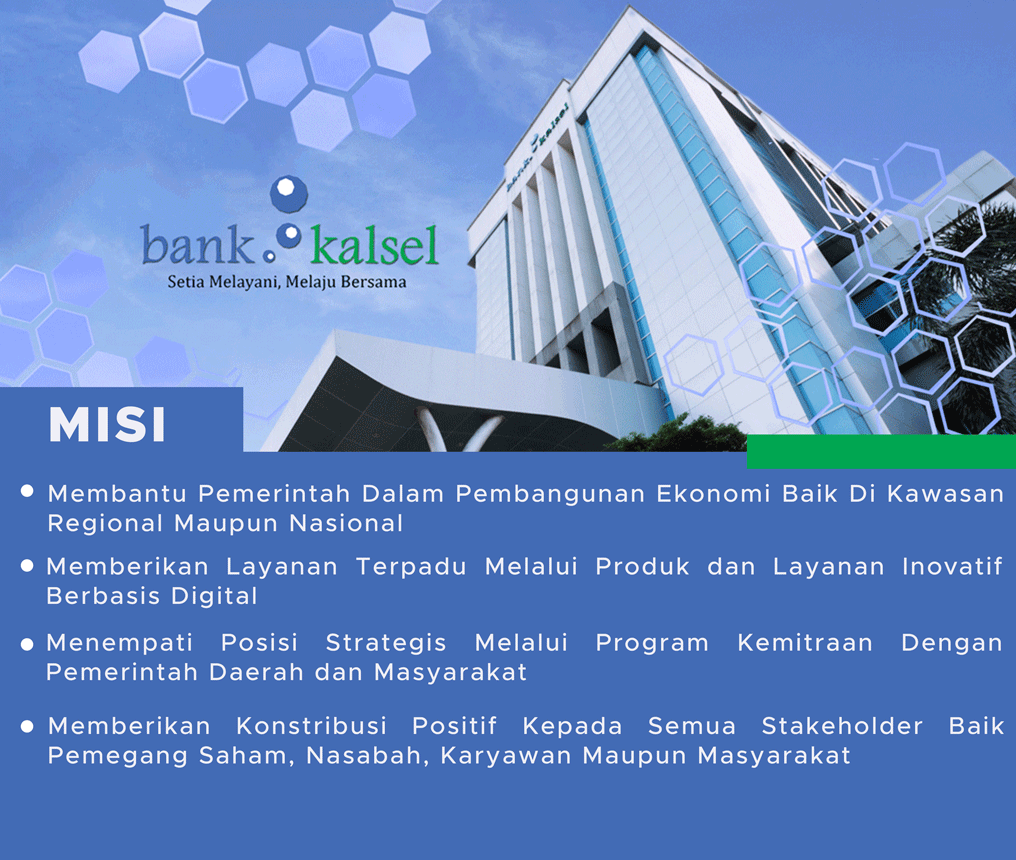 bank kalsel
bank kalsel
Setia Melayani, Melaju Bersama
MISI
Membantu Pemerintah Dalam Pembangunan Ekonomi Baik Di Kawasan
Regional Maupun Nasional
Memberikan Layanan Terpadu Melalui Produk dan Layanan Inovatif
Berbasis Digital
Menempati Posisi Strategis Melalui Program Kemitraan Dengan
Pemerintah Daerah dan Masyarakat
Memberikan Konstribusi Positif Kepada Semua Stakeholder Baik
Pemegang Saham, Nasabah, Karyawan Maupun Masyarakat